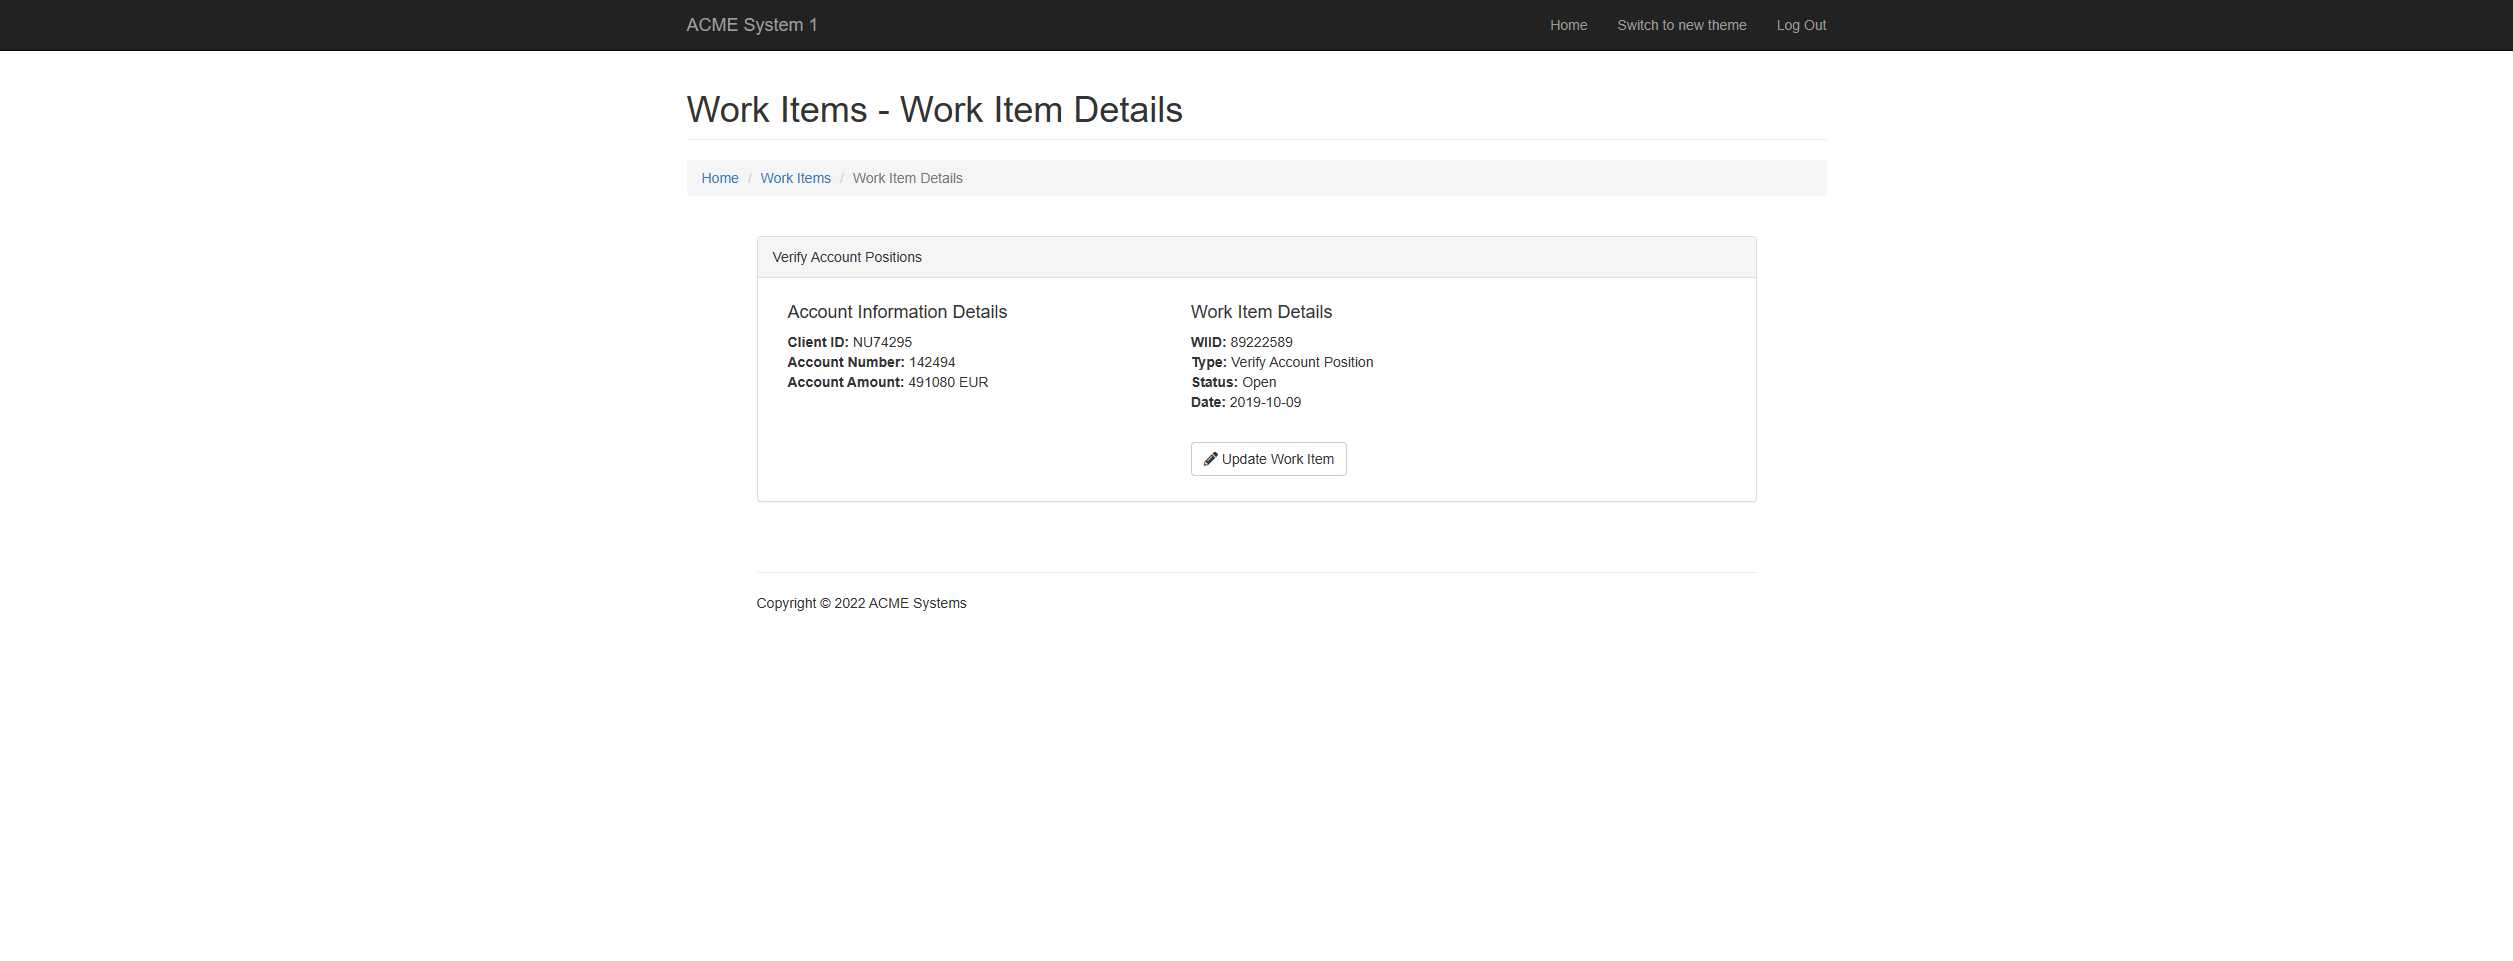 ACME System 1
Home
Switch to new theme
Log Out
Work Items - Work Item Details
Home / Work Items / Work Item Details
Verify Account Positions
Account Information Details
Client ID: NU74295
Account Number: 142494
Account Amount: 491080 EUR
Work Item Details
WIID: 89222589
Type: Verify Account Position
Status: Open
Date: 2019-10-09
Update Work Item
Copyright © 2022 ACME Systems